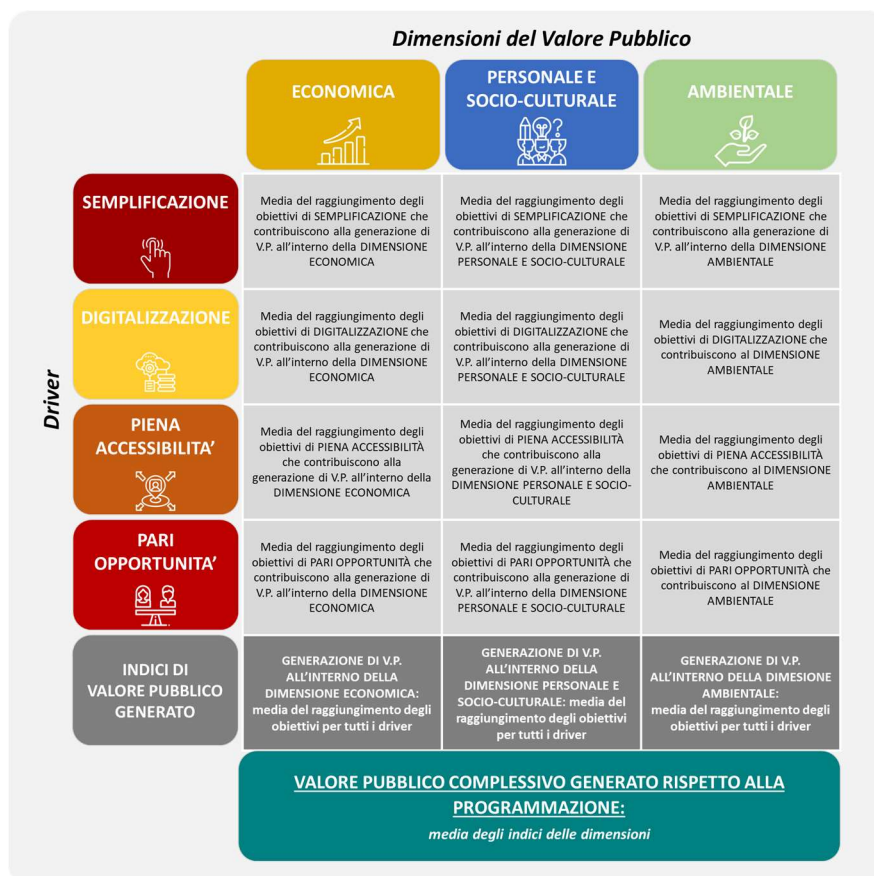 Dimensioni del Valore Pubblico
ECONOMICA
PERSONALE E
SOCIO-CULTURALE
AMBIENTALE
Driver
SEMPLIFICAZIONE
Media del raggiungimento degli
obiettivi di SEMPLIFICAZIONE che
contribuiscono alla generazione di
V.P. all’interno della DIMENSIONE
ECONOMICA
Media del raggiungimento degli
obiettivi di SEMPLIFICAZIONE che
contribuiscono alla generazione di
V.P. all’interno della DIMENSIONE
PERSONALE E SOCIO-CULTURALE
Media del raggiungimento degli
obiettivi di SEMPLIFICAZIONE che
contribuiscono alla generazione di
V.P. all’interno della DIMENSIONE
AMBIENTALE
DIGITALIZZAZIONE
Media del raggiungimento degli
obiettivi di DIGITALIZZAZIONE che
contribuiscono alla generazione di
V.P. all’interno della DIMENSIONE
ECONOMICA
Media del raggiungimento degli
obiettivi di DIGITALIZZAZIONE che
contribuiscono alla generazione di
V.P. all’interno della DIMENSIONE
PERSONALE E SOCIO-CULTURALE
Media del raggiungimento degli
obiettivi di DIGITALIZZAZIONE che
contribuiscono al DIMENSIONE
AMBIENTALE
PIENA
ACCESSIBILITA’
Media del raggiungimento degli
obiettivi di PIENA ACCESSIBILITÀ
che contribuiscono alla
generazione di V.P. all’interno della
DIMENSIONE ECONOMICA
Media del raggiungimento degli
obiettivi di PIENA ACCESSIBILITÀ
che contribuiscono alla
generazione di V.P. all’interno della
DIMENSIONE PERSONALE E SOCIO-
CULTURALE
Media del raggiungimento degli
obiettivi di PIENA ACCESSIBILITÀ
che contribuiscono al DIMENSIONE
AMBIENTALE
PARI
OPPORTUNITA’
Media del raggiungimento degli
obiettivi di PARI OPPORTUNITÀ che
contribuiscono alla generazione di
V.P. all’interno della DIMENSIONE
ECONOMICA
Media del raggiungimento degli
obiettivi di PARI OPPORTUNITÀ che
contribuiscono alla generazione di
V.P. all’interno della DIMENSIONE
PERSONALE E SOCIO-CULTURALE
Media del raggiungimento degli
obiettivi di PARI OPPORTUNITÀ che
contribuiscono al DIMENSIONE
AMBIENTALE
INDICI DI
VALORE PUBBLICO
GENERATO
GENERAZIONE DI V.P.
ALL’INTERNO DELLA
DIMENSIONE ECONOMICA:
media del raggiungimento degli
obiettivi per tutti i driver
GENERAZIONE DI V.P.
ALL’INTERNO DELLA
DIMENSIONE PERSONALE E
SOCIO-CULTURALE: media del
raggiungimento degli obiettivi
per tutti i driver
GENERAZIONE DI V.P.
ALL’INTERNO DELLA DIMESIONE
AMBIENTALE:
media del raggiungimento degli
obiettivi per tutti i driver
VALORE PUBBLICO COMPLESSIVO GENERATO RISPETTO ALLA
PROGRAMMAZIONE:
media degli indici delle dimensioni